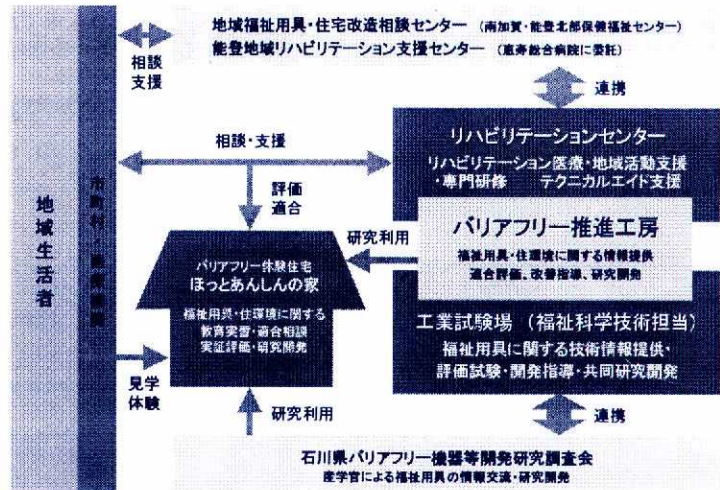 地域福祉用具・住宅改造相談センター (南加賀・能登北部保健福祉センター)
能登地域リハビリテーション支援センター (恵寿総合病院に委託)
相談
支援
連携
相談・支援
リハビリテーションセンター
リハビリテーション医療・地域活動支援
・専門研修 テクニカルエイド支援
評価
適合
地域生活者
市町村・
バリアフリー推進工房
福祉用具・住環境に関する情報提供
適合評価、改善指導、研究開発
研究利用
バリアフリー体験住宅
ほっとあんしんの家
福祉用具・住環境に関する
教育実習・適合相談
実証評価・研究開発
工業試験場 (福祉科学技術担当)
福祉用具に関する技術情報提供・
評価試験・開発指導・共同研究開発
見学
体験
研究利用
連携
石川県バリアフリー機器等開発研究調査会
産学官による福祉用具の情報交流・研究開発